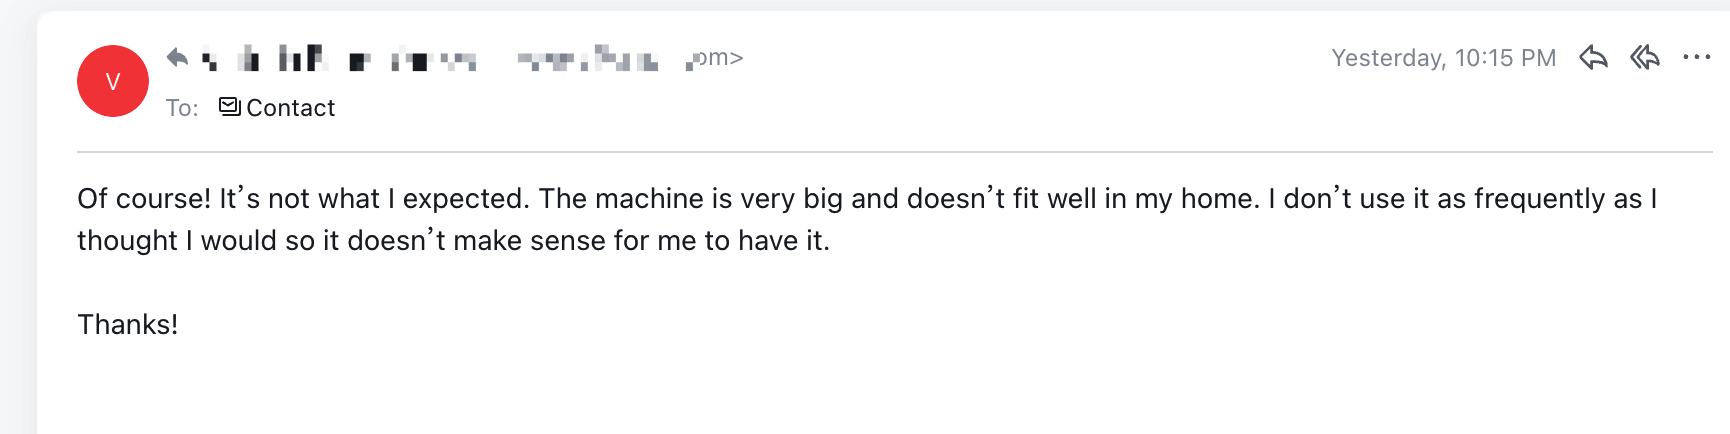 om>
Yesterday, 10:15 PM
V
To: Contact
Of course! It’s not what I expected. The machine is very big and doesn’t fit well in my home. I don’t use it as frequently as I
thought I would so it doesn’t make sense for me to have it.
Thanks!